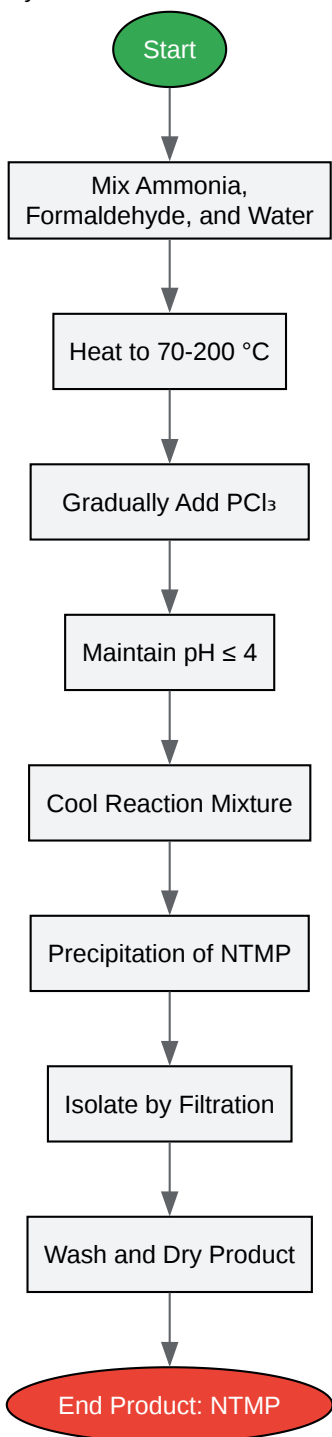 Start
Mix Ammonia,
Formaldehyde, and Water
Heat to 70-200 °C
Gradually Add PCl₃
Maintain pH ≤ 4
Cool Reaction Mixture
Precipitation of NTMP
Isolate by Filtration
Wash and Dry Product
End Product: NTMP